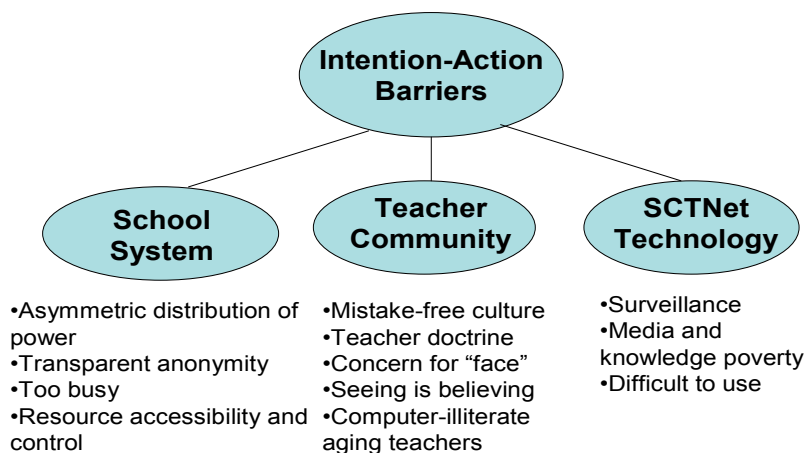 Intention-Action
Barriers
School
System
Teacher
Community
SCTNet
Technology
•Asymmetric distribution of
power
•Transparent anonymity
•Too busy
•Resource accessibility and
control
•Mistake-free culture
•Teacher doctrine
•Concern for “face”
•Seeing is believing
•Computer-illiterate
aging teachers
•Surveillance
•Media and
knowledge poverty
•Difficult to use